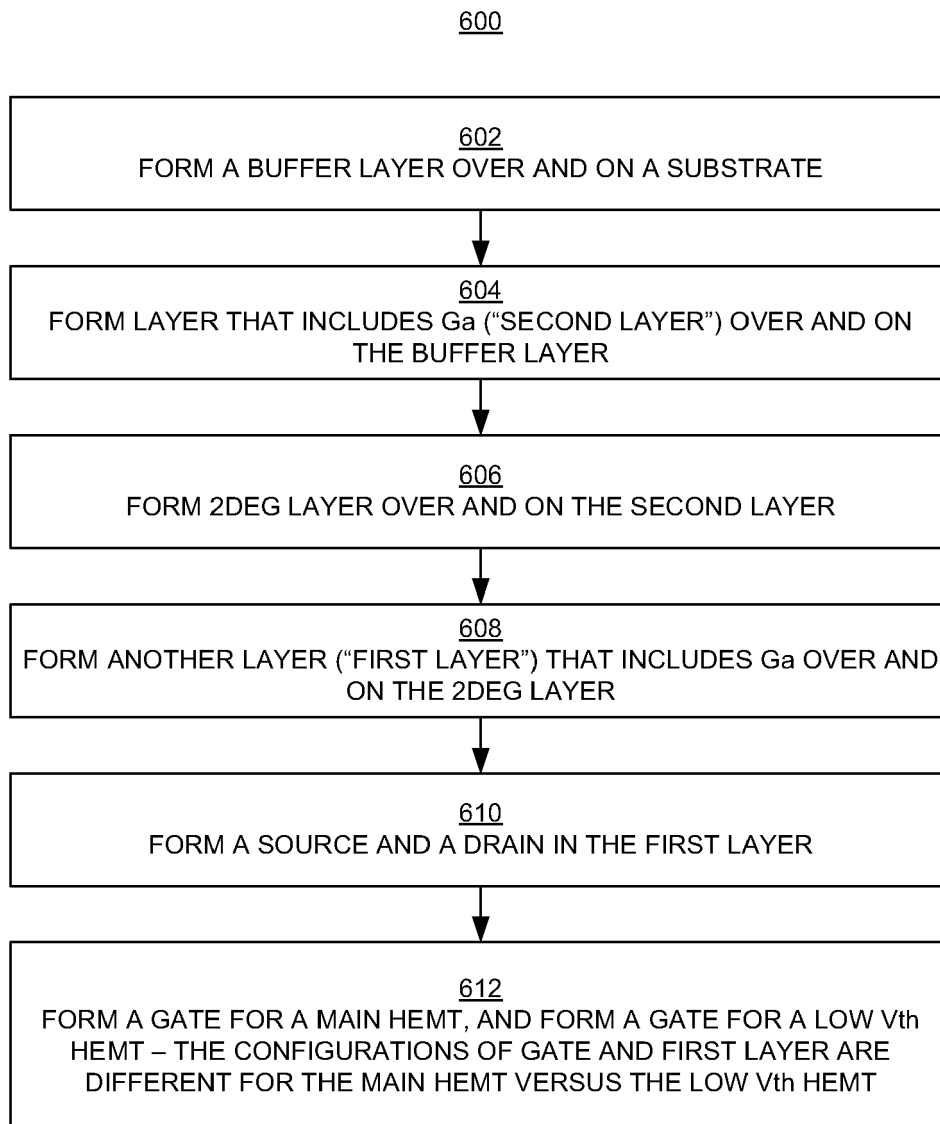 600
602
FORM A BUFFER LAYER OVER AND ON A SUBSTRATE
604
FORM LAYER THAT INCLUDES Ga (“SECOND LAYER”) OVER AND ON
THE BUFFER LAYER
606
FORM 2DEG LAYER OVER AND ON THE SECOND LAYER
608
FORM ANOTHER LAYER (“FIRST LAYER”) THAT INCLUDES Ga OVER AND
ON THE 2DEG LAYER
610
FORM A SOURCE AND A DRAIN IN THE FIRST LAYER
612
FORM A GATE FOR A MAIN HEMT, AND FORM A GATE FOR A LOW Vth
HEMT – THE CONFIGURATIONS OF GATE AND FIRST LAYER ARE
DIFFERENT FOR THE MAIN HEMT VERSUS THE LOW Vth HEMT